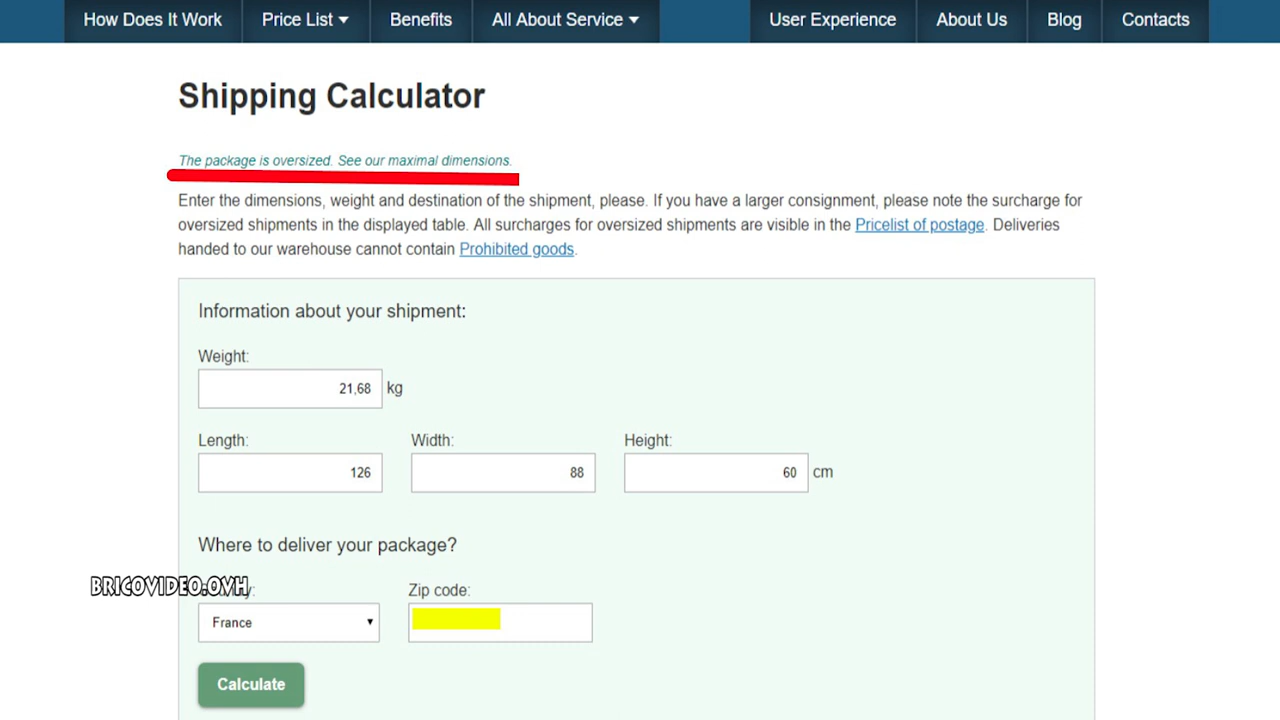 How Does It Work Price List Benefits All About Service User Experience About Us Blog Contacts
Shipping Calculator
The package is oversized. See our maximal dimensions.
Enter the dimensions, weight and destination of the shipment, please. If you have a larger consignment, please note the surcharge for
oversized shipments in the displayed table. All surcharges for oversized shipments are visible in the Pricelist of postage. Deliveries
handed to our warehouse cannot contain Prohibited goods.
Information about your shipment:
Weight:
21,68 kg
Length: Width: Height:
126 88 60 cm
Where to deliver your package?
BRICOVIDEO.OVH
Zip code:
France
Calculate